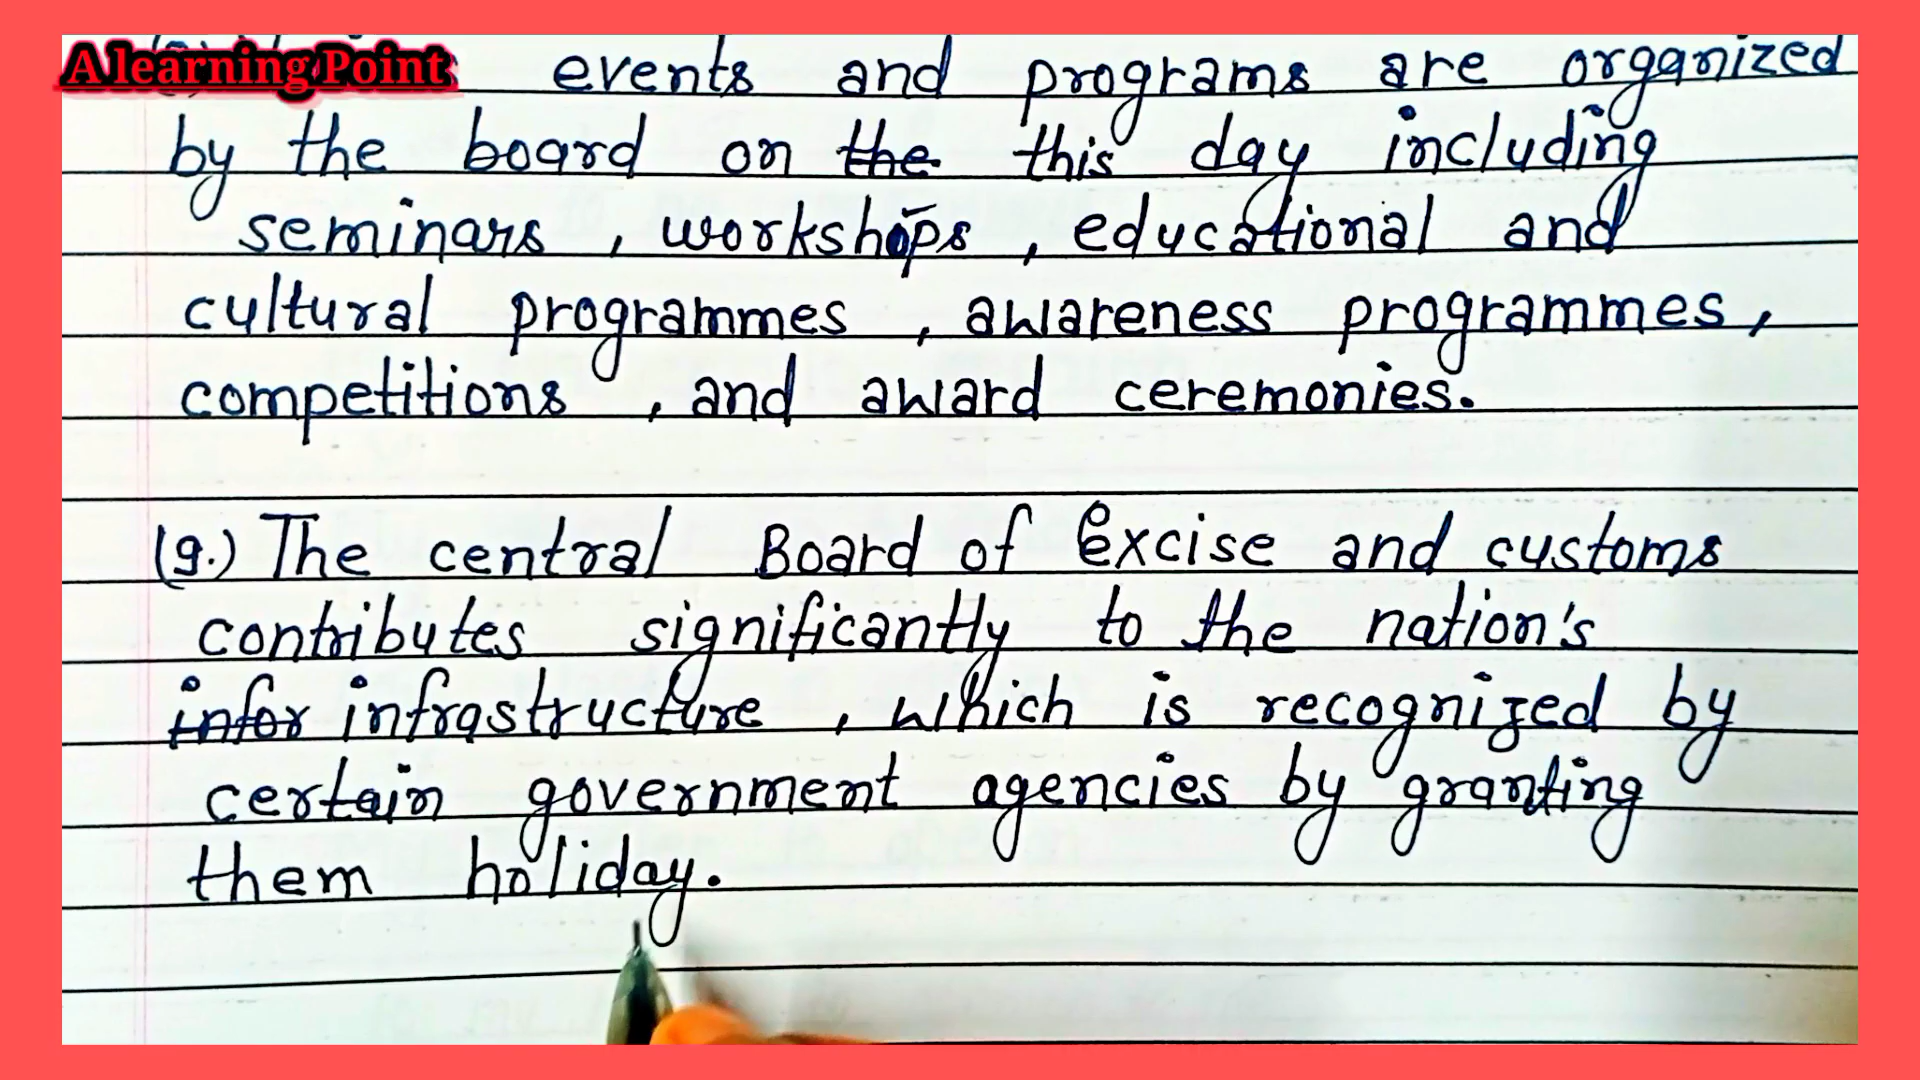 A learning Point
events and programs are organized
by the board on the this day including
seminars, workshops, educational and
cultural programmes, awareness programmes,
competitions, and award ceremonies.
(9.) The central Board of Excise and customs
contributes significantly to the nation's
infor infrastructure, which is recognized by
certain government agencies by granting
them holiday.